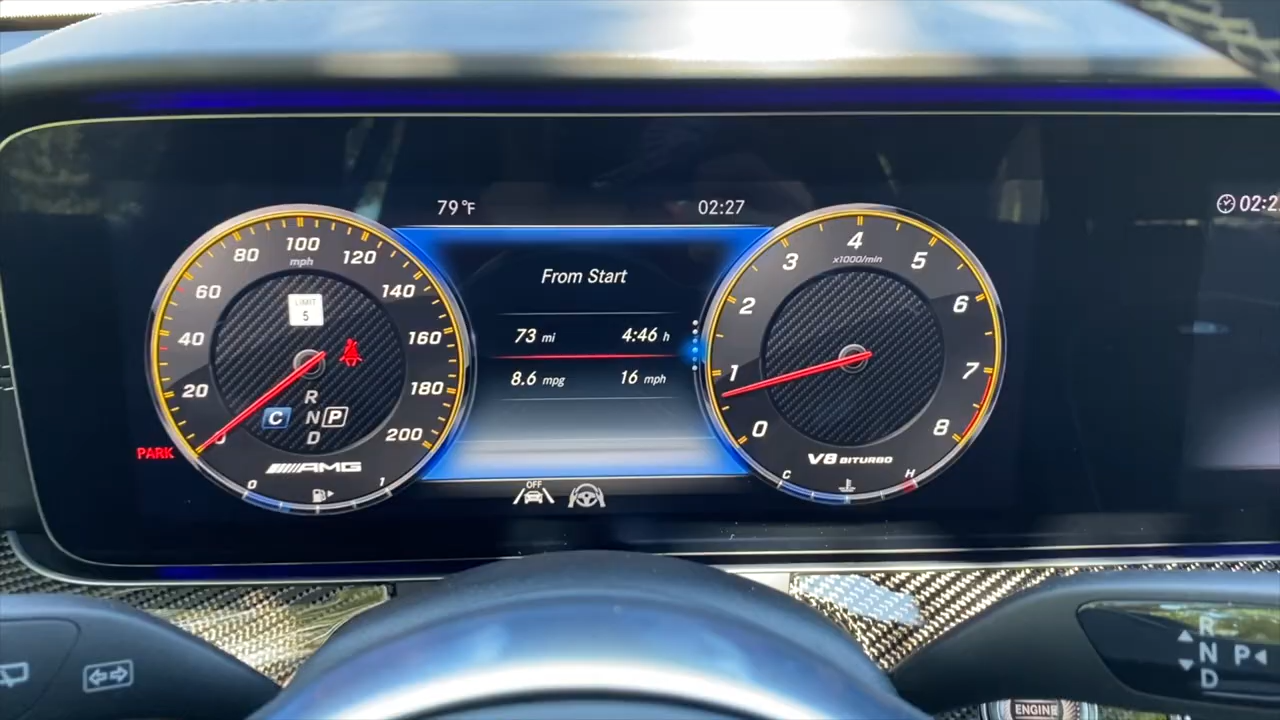 79 °F
02:27
02:2
From Start
73 mi
4:46 h
8.6 mpg
16 mph
0
20
40
60
80
100
120
140
160
180
200
mph
LIMIT
5
C
R
N
D
P
PARK
AMG
0
1
0
1
2
3
4
5
6
7
8
x1000/min
V8 BITURBO
C
H
OFF
R
N
D
P
ENGINE